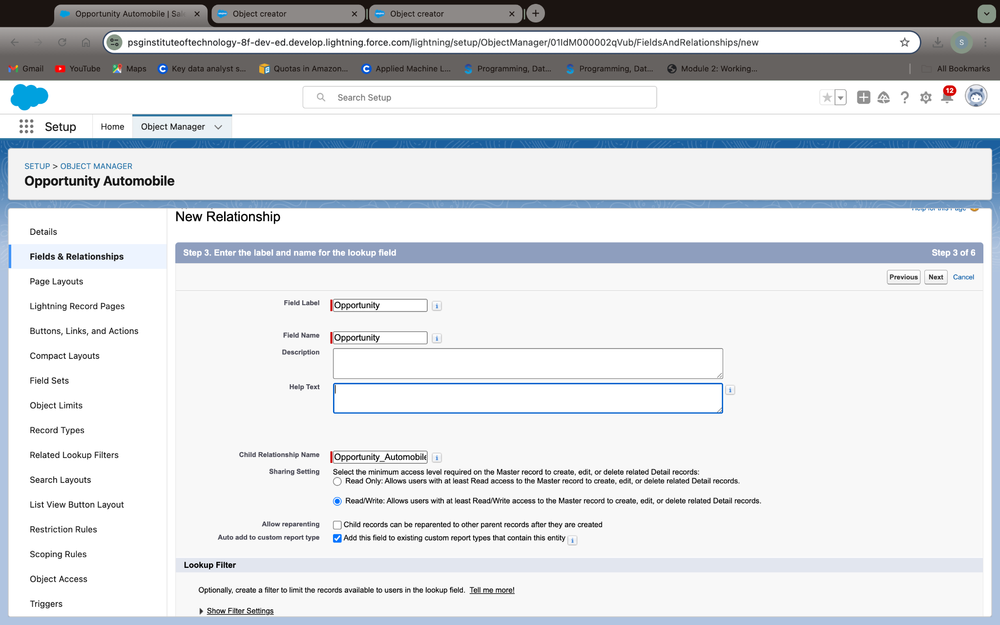 Opportunity Automobile | Sale
Object creator
Object creator
psginstituteoftechnology-8f-dev-ed.develop.lightning.force.com/lightning/setup/ObjectManager/01IdM000002qVub/FieldsAndRelationships/new
S
Gmail
YouTube
Maps
Key data analyst s...
Quotas in Amazon...
Applied Machine L...
Programming, Dat...
Programming, Dat...
Module 2: Working...
All Bookmarks
Search Setup
12
Setup
Home
Object Manager
SETUP > OBJECT MANAGER
Opportunity Automobile
Help for this Page
New Relationship
Details
Fields & Relationships
Page Layouts
Lightning Record Pages
Buttons, Links, and Actions
Compact Layouts
Field Sets
Object Limits
Record Types
Related Lookup Filters
Search Layouts
List View Button Layout
Restriction Rules
Scoping Rules
Object Access
Triggers
Step 3. Enter the label and name for the lookup field
Step 3 of 6
Previous
Next
Cancel
Field Label
Opportunity
Field Name
Opportunity
Description
Help Text
Child Relationship Name
Opportunity_Automobile
Sharing Setting
Select the minimum access level required on the Master record to create, edit, or delete related Detail records:
Read Only: Allows users with at least Read access to the Master record to create, edit, or delete related Detail records.
Read/Write: Allows users with at least Read/Write access to the Master record to create, edit, or delete related Detail records.
Allow reparenting
Child records can be reparented to other parent records after they are created
Auto add to custom report type
Add this field to existing custom report types that contain this entity
Lookup Filter
Optionally, create a filter to limit the records available to users in the lookup field. Tell me more!
Show Filter Settings